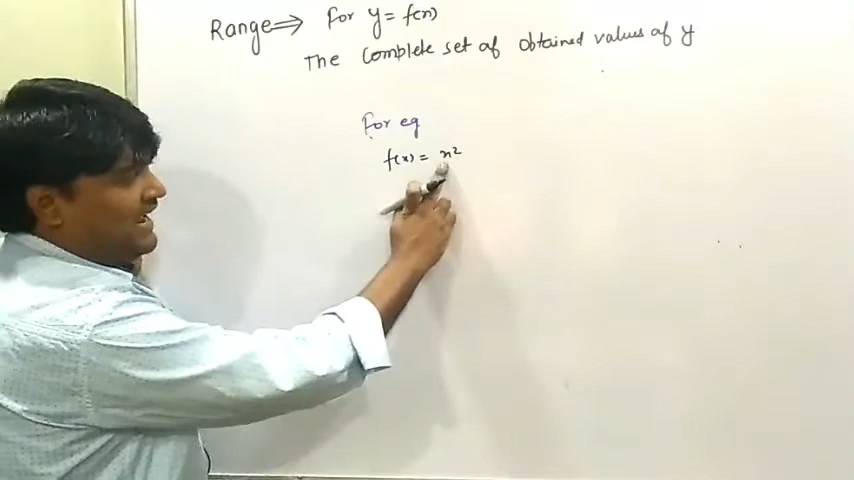 Range ⇒ For y = f(x)
The complete set of obtained values of y
For eg
f(x) = x²